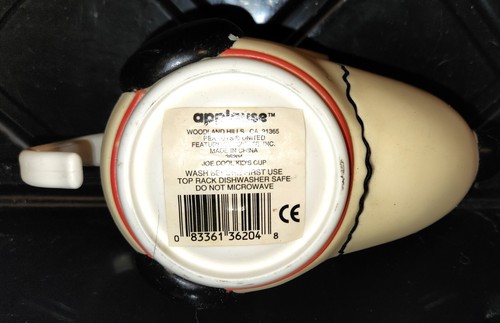 applause™
WOODLAND HILLS, CA 91365
UNITED
FEATURE INC.
MADE IN CHINA
JOE COOL KID'S CUP
WASH BEFORE FIRST USE
TOP RACK DISHWASHER SAFE
DO NOT MICROWAVE
CE
0 83361 36204 8